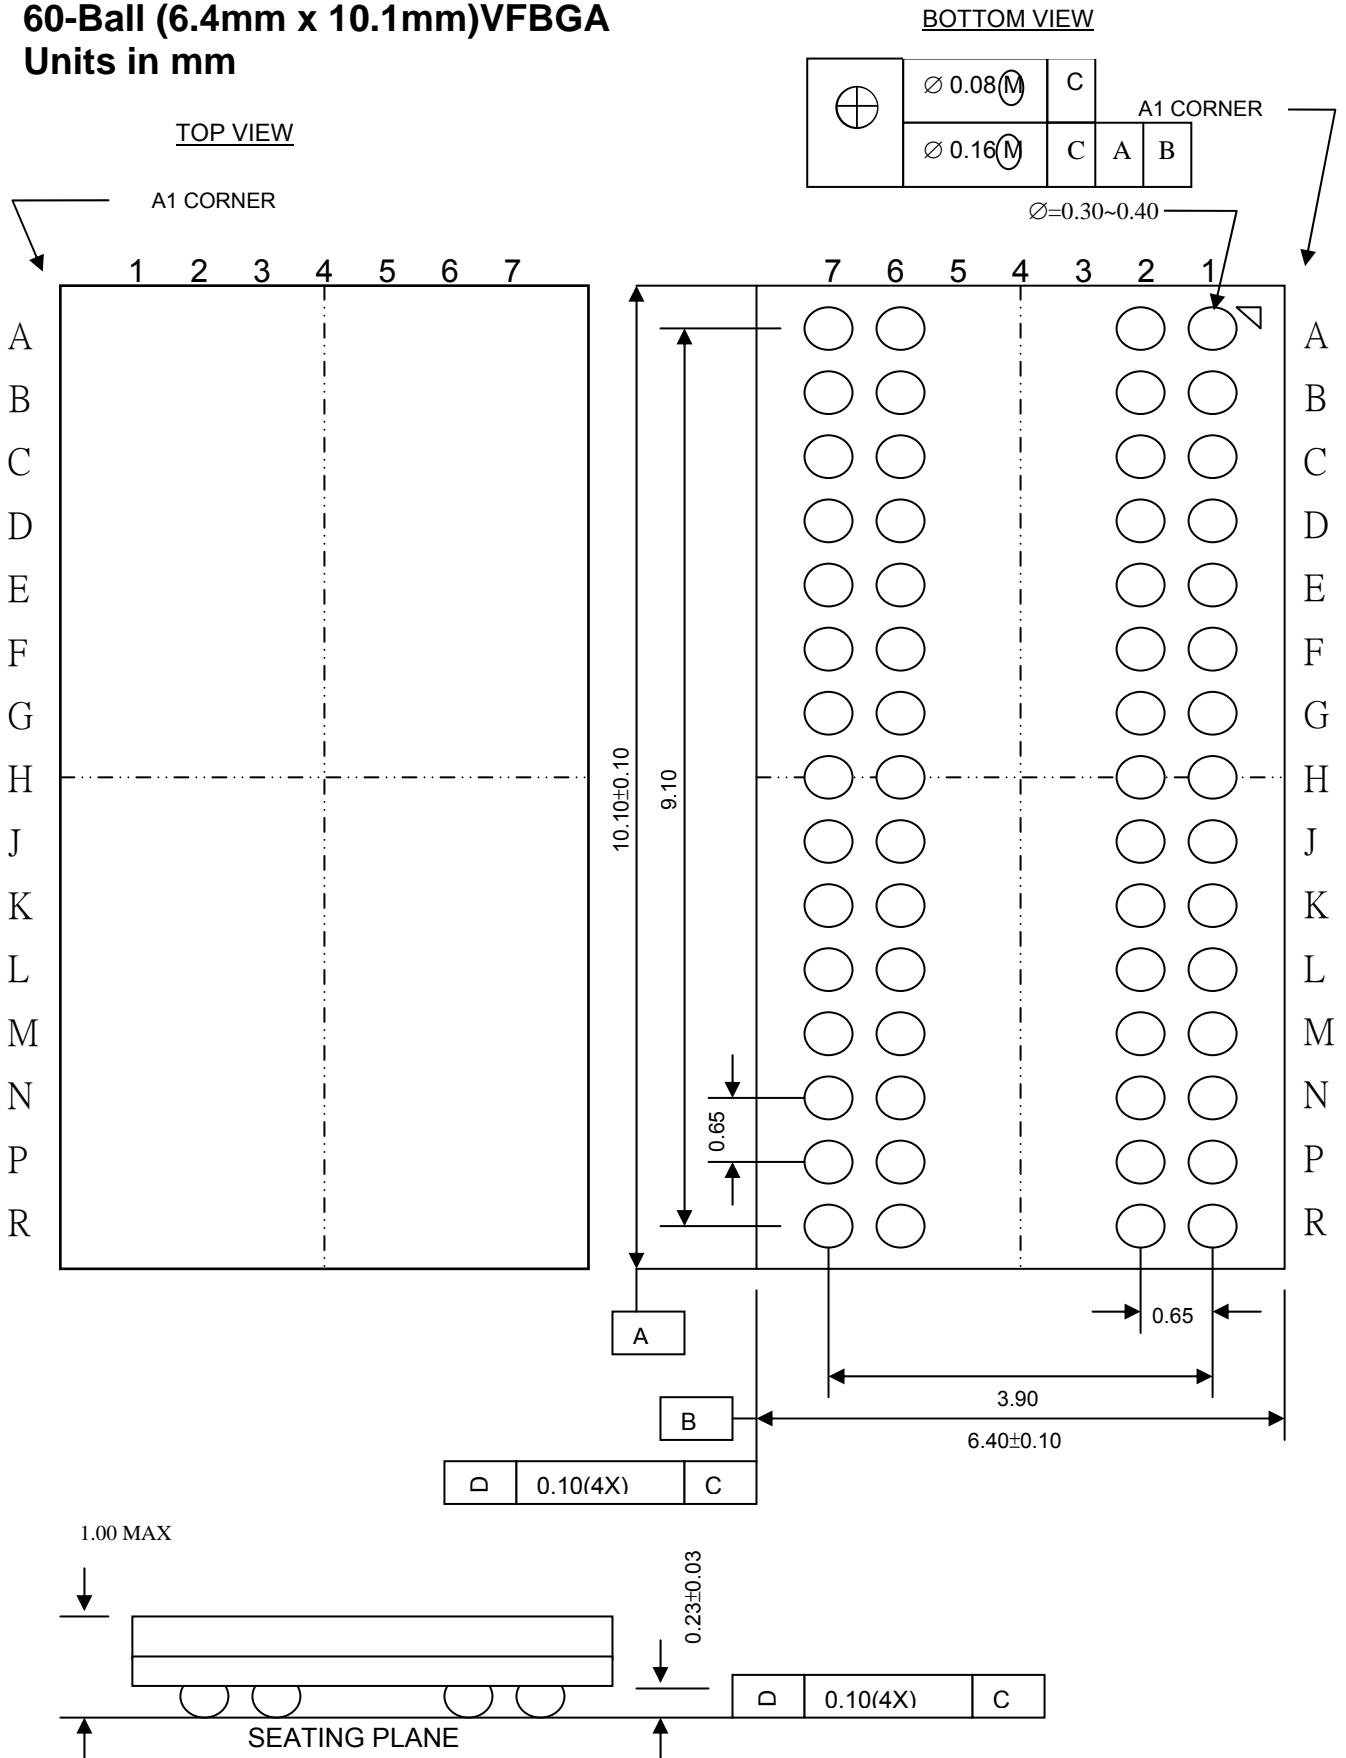 60-Ball (6.4mm x 10.1mm)VFBGA
Units in mm
BOTTOM VIEW
TOP VIEW
∅ 0.08 Ⓜ C
∅ 0.16 Ⓜ C A B
A1 CORNER
A1 CORNER
∅=0.30~0.40
1 2 3 4 5 6 7
7 6 5 4 3 2 1
A A
B B
C C
D D
E E
F F
G G
H H
J J
K K
L L
M M
N N
P P
R R
10.10±0.10
9.10
0.65
0.65
A
3.90
B
6.40±0.10
D 0.10(4X) C
1.00 MAX
0.23±0.03
D 0.10(4X) C
SEATING PLANE